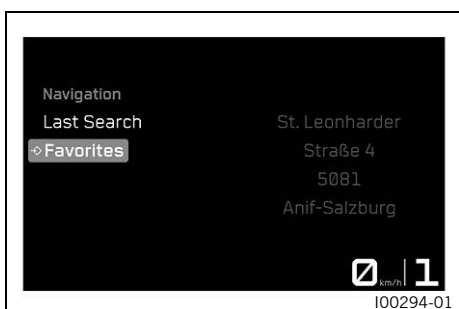 Navigation
Last Search
Favorites
St. Leonharder
Straße 4
5081
Anif-Salzburg
0 km/h 1
I00294-01